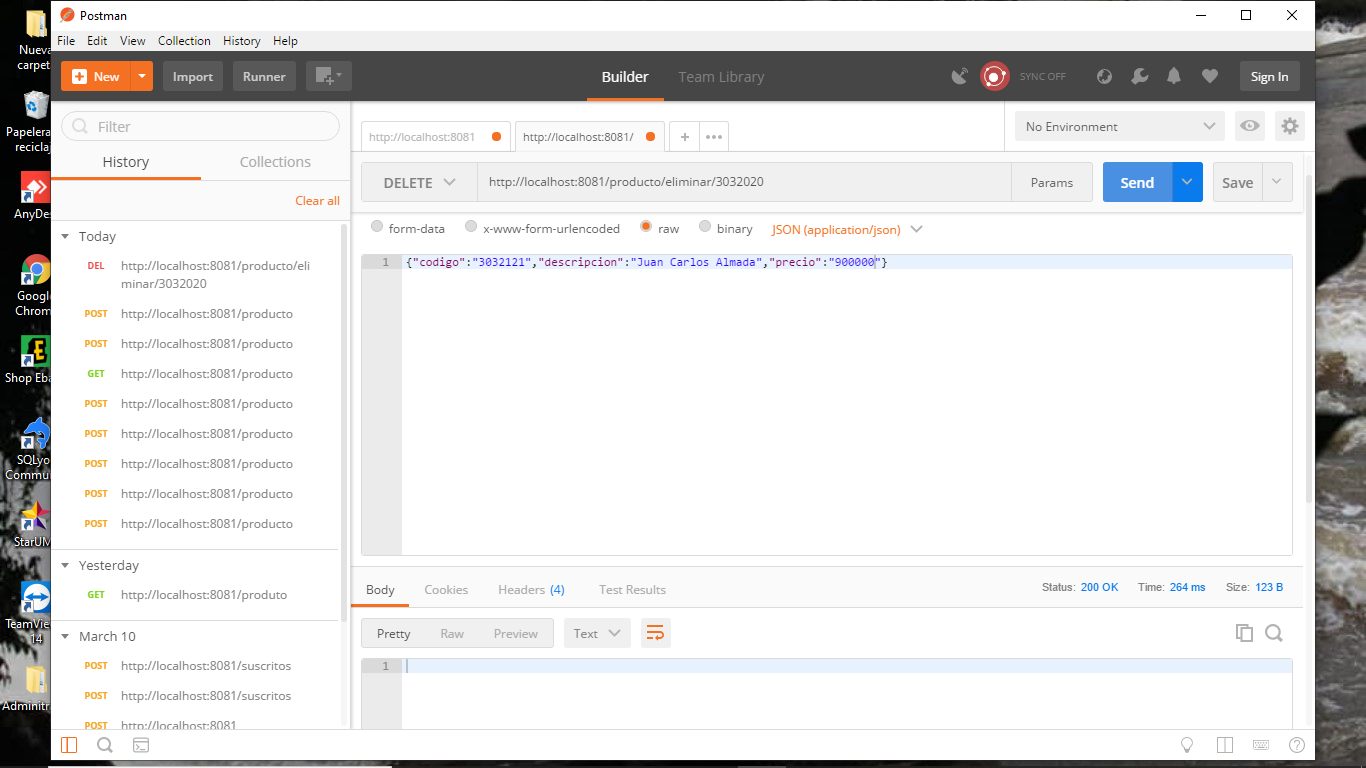 Postman
File Edit View Collection History Help
New Import Runner Builder Team Library SYNC OFF Sign In
Filter
History Collections
Clear all
Today
DEL http://localhost:8081/producto/eli
minar/3032020
POST http://localhost:8081/producto
POST http://localhost:8081/producto
GET http://localhost:8081/producto
POST http://localhost:8081/producto
POST http://localhost:8081/producto
POST http://localhost:8081/producto
POST http://localhost:8081/producto
POST http://localhost:8081/producto
Yesterday
GET http://localhost:8081/produto
March 10
POST http://localhost:8081/suscritos
POST http://localhost:8081/suscritos
POST http://localhost:8081
http://localhost:8081 http://localhost:8081/ + No Environment
DELETE http://localhost:8081/producto/eliminar/3032020 Params Send Save
form-data x-www-form-urlencoded raw binary JSON (application/json)
1 {"codigo":"3032121","descripcion":"Juan Carlos Almada","precio":"900000"}
Body Cookies Headers (4) Test Results Status: 200 OK Time: 264 ms Size: 123 B
Pretty Raw Preview Text
1
Nueva
carpet
Papelera
reciclaj
AnyDes
Google
Chrom
Shop Eba
SQLyo
Commu
StarUM
TeamVie
14
Adminitr